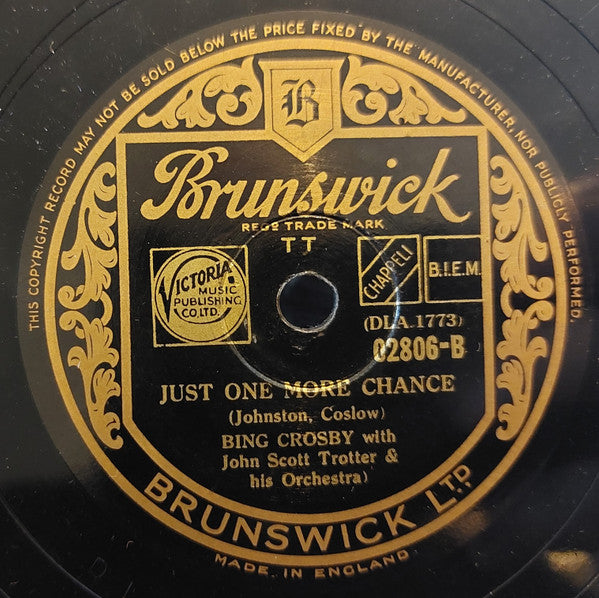 THIS COPYRIGHT RECORD MAY NOT BE SOLD BELOW THE PRICE FIXED BY THE MANUFACTURER, NOR PUBLICLY PERFORMED.
B
Brunswick
REGD TRADE MARK
TT
VICTORIA
MUSIC
PUBLISHING
CO. LTD.
CHAPPELL
B.I.E.M.
(DLA.1773)
02806-B
JUST ONE MORE CHANCE
(Johnston, Coslow)
BING CROSBY with
John Scott Trotter &
his Orchestra)
BRUNSWICK LTD.
MADE IN ENGLAND